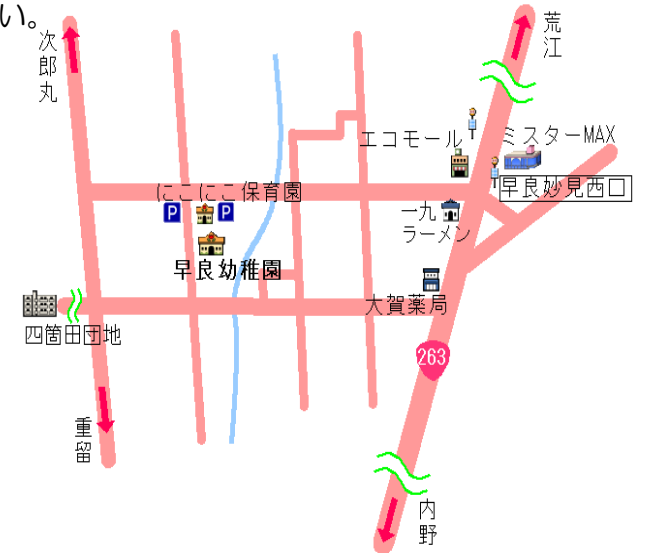 い。
次郎丸
荒江
エコモール
ミスターMAX
にこにこ保育園
P
P
早良妙見西口
一九
ラーメン
早良幼稚園
大賀薬局
四箇田団地
263
重留
内野